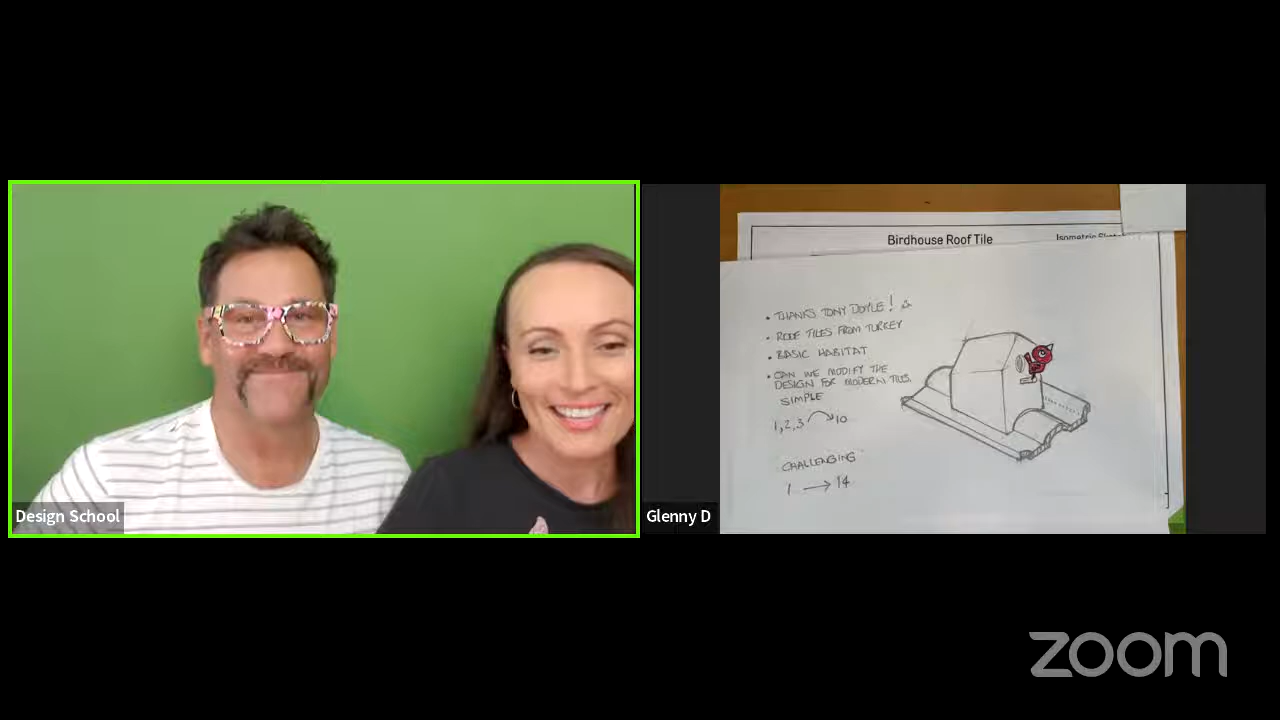 Birdhouse Roof Tile
• THANKS TONY DOYLE!
• ROOF TILES FROM TURKEY
• BASIC HABITAT
• CAN WE MODIFY THE
DESIGN FOR MODERN TILES.
SIMPLE
1, 2, 3 10
CHALLENGING
1 → 14
Design School
Glenny D
zoom